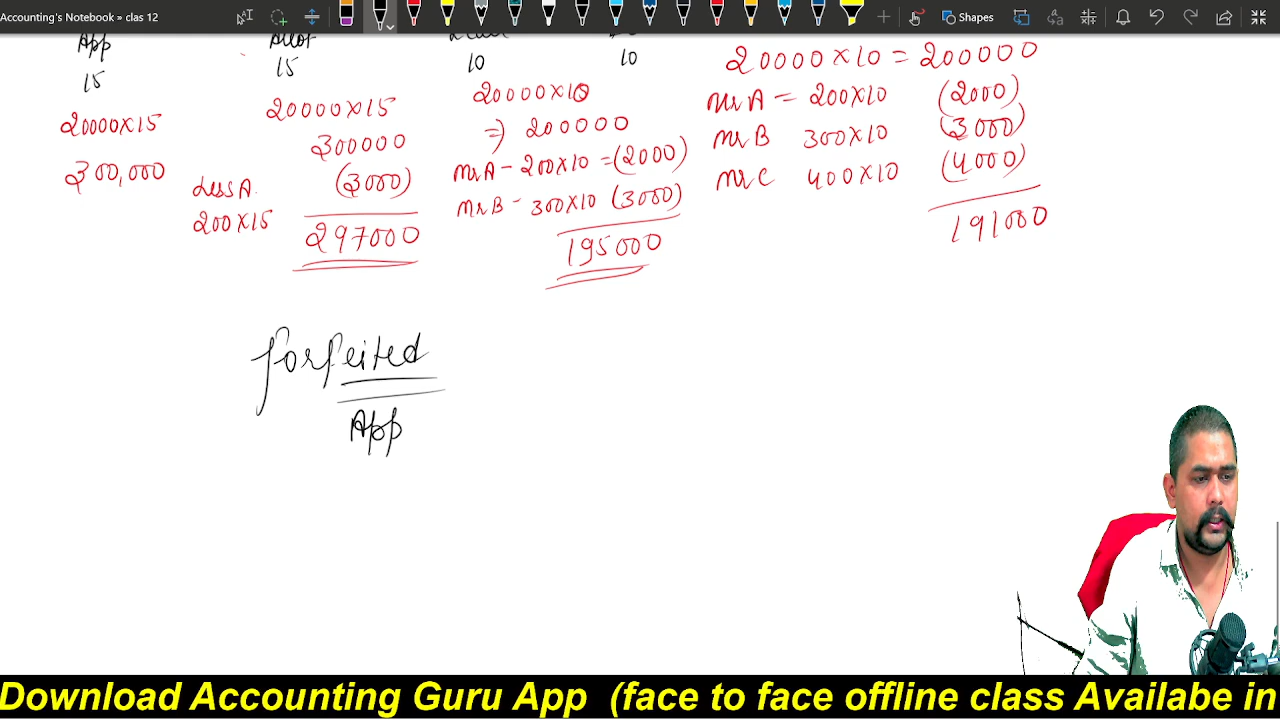 Accounting's Notebook » clas 12
Shapes
App
Allot
15
15
10
10
20000×15
300,000
20000×15
300000
Less A.
200×15
(3000)
297000
20000×10
=) 200000
Mr A - 200×10 = (2000)
Mr B - 300×10 (3000)
195000
20000×10 = 200000
Mr A = 200×10 (2000)
Mr B 300×10 (3000)
Mr C 400×10 (4000)
191000
forfeited
App
Download Accounting Guru App (face to face offline class Availabe in